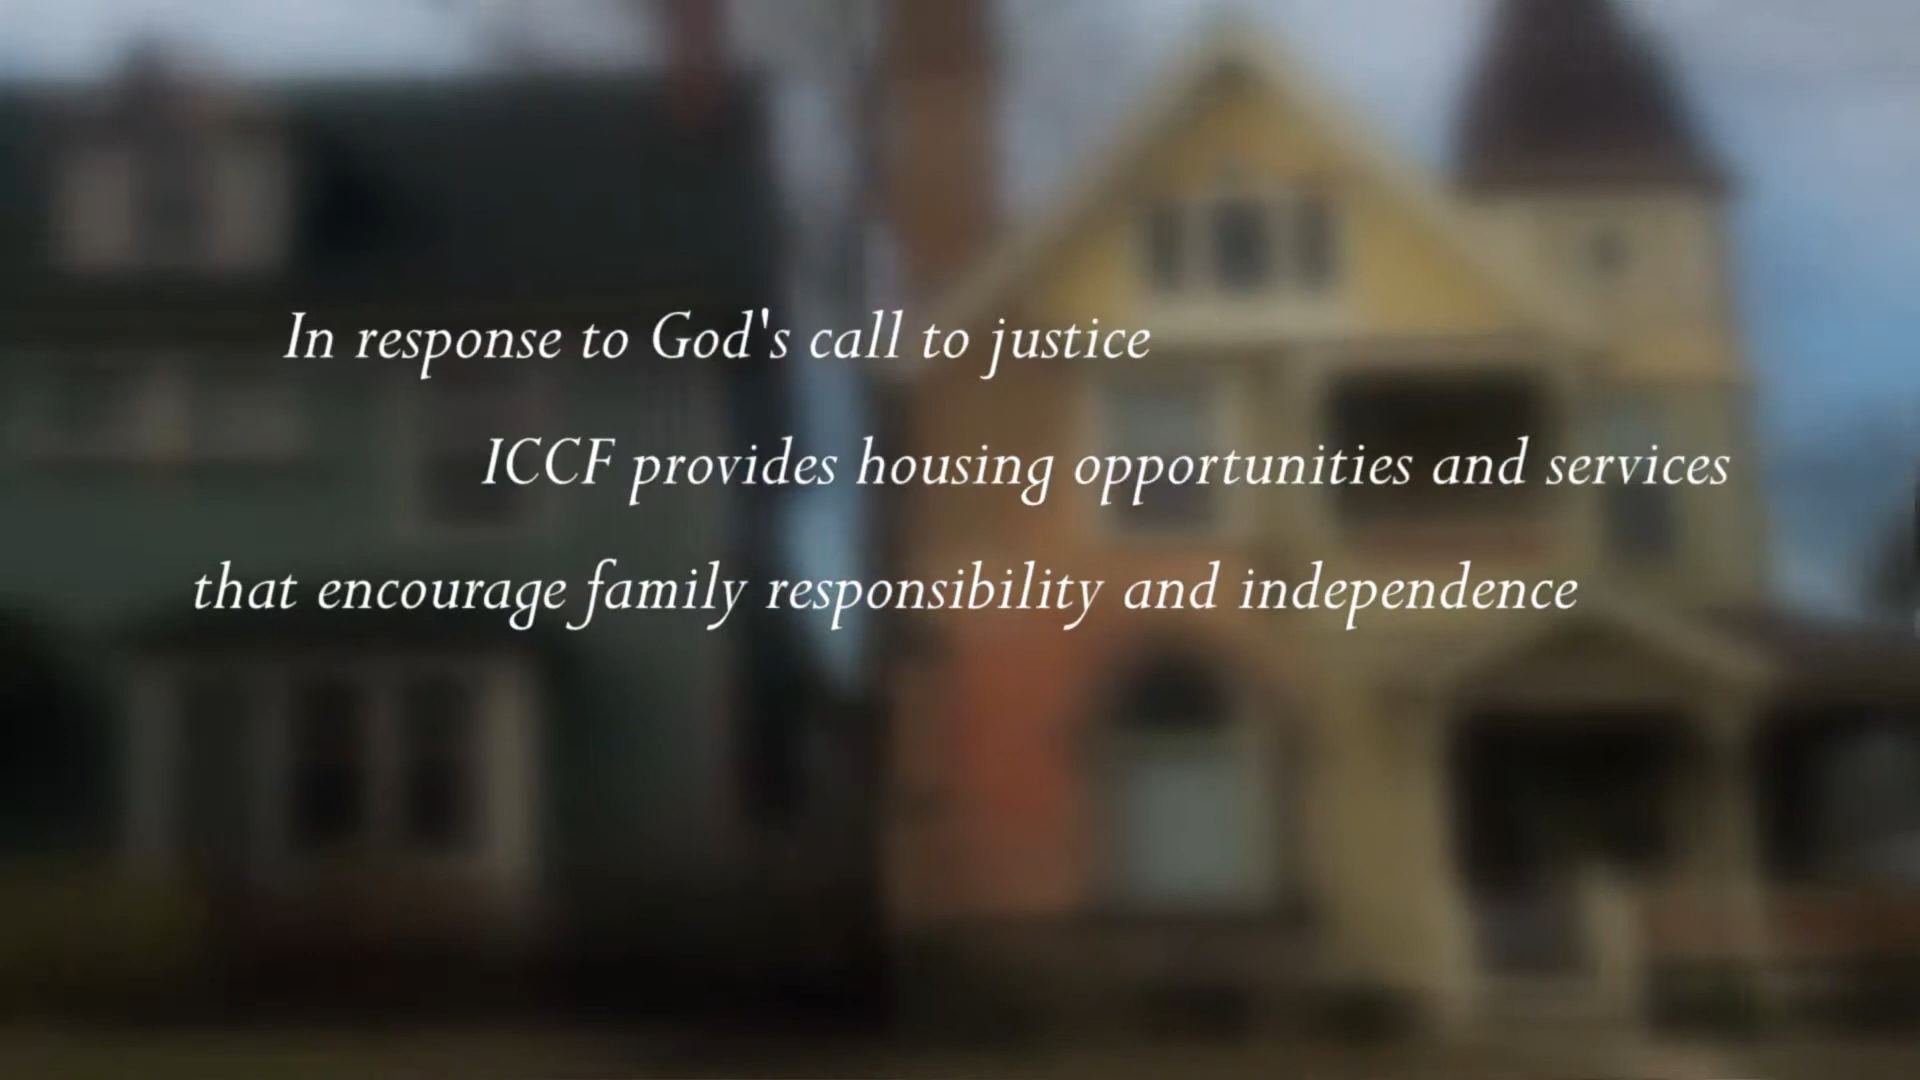 In response to God's call to justice
ICCF provides housing opportunities and services
that encourage family responsibility and independence